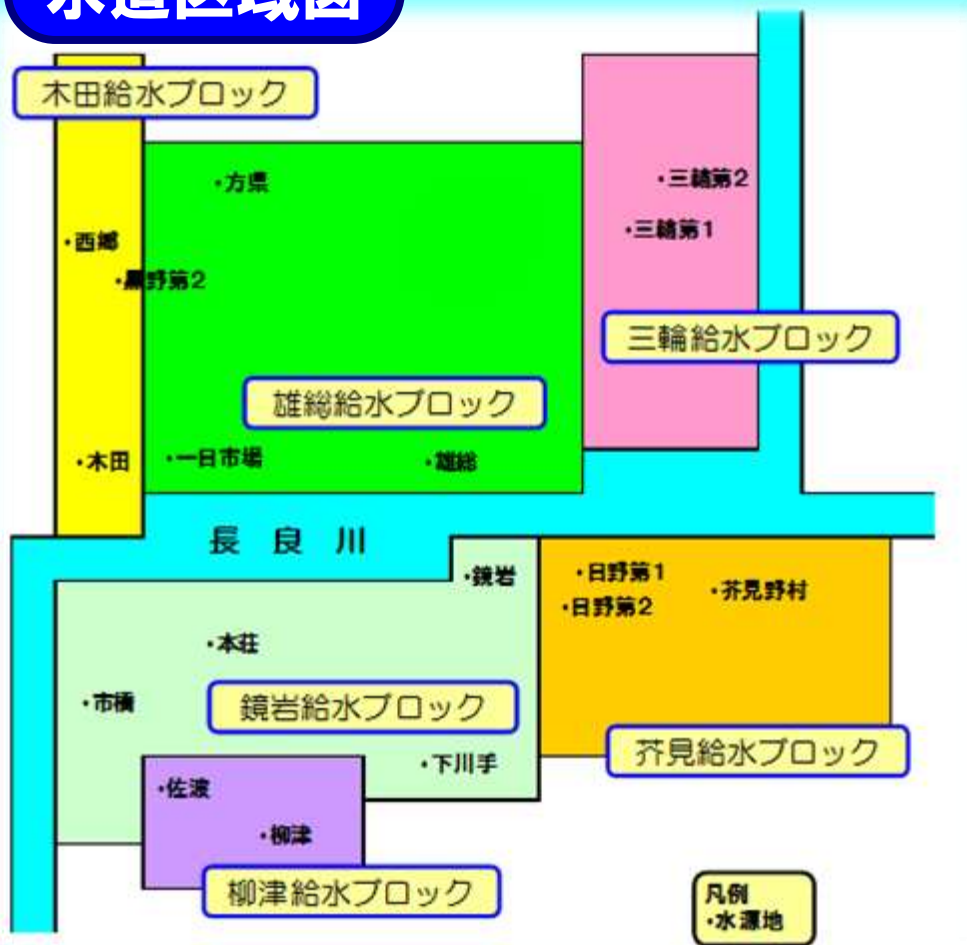 水道区域図
木田給水ブロック
・方県
・三輪第2
・三輪第1
・西郷
・黒野第2
三輪給水ブロック
雄総給水ブロック
・木田
・一日市場
・雄総
長良川
・鏡岩
・日野第1
・芥見野村
・日野第2
・本荘
・市橋
鏡岩給水ブロック
芥見給水ブロック
・下川手
・佐渡
・柳津
柳津給水ブロック
凡例
・水源地